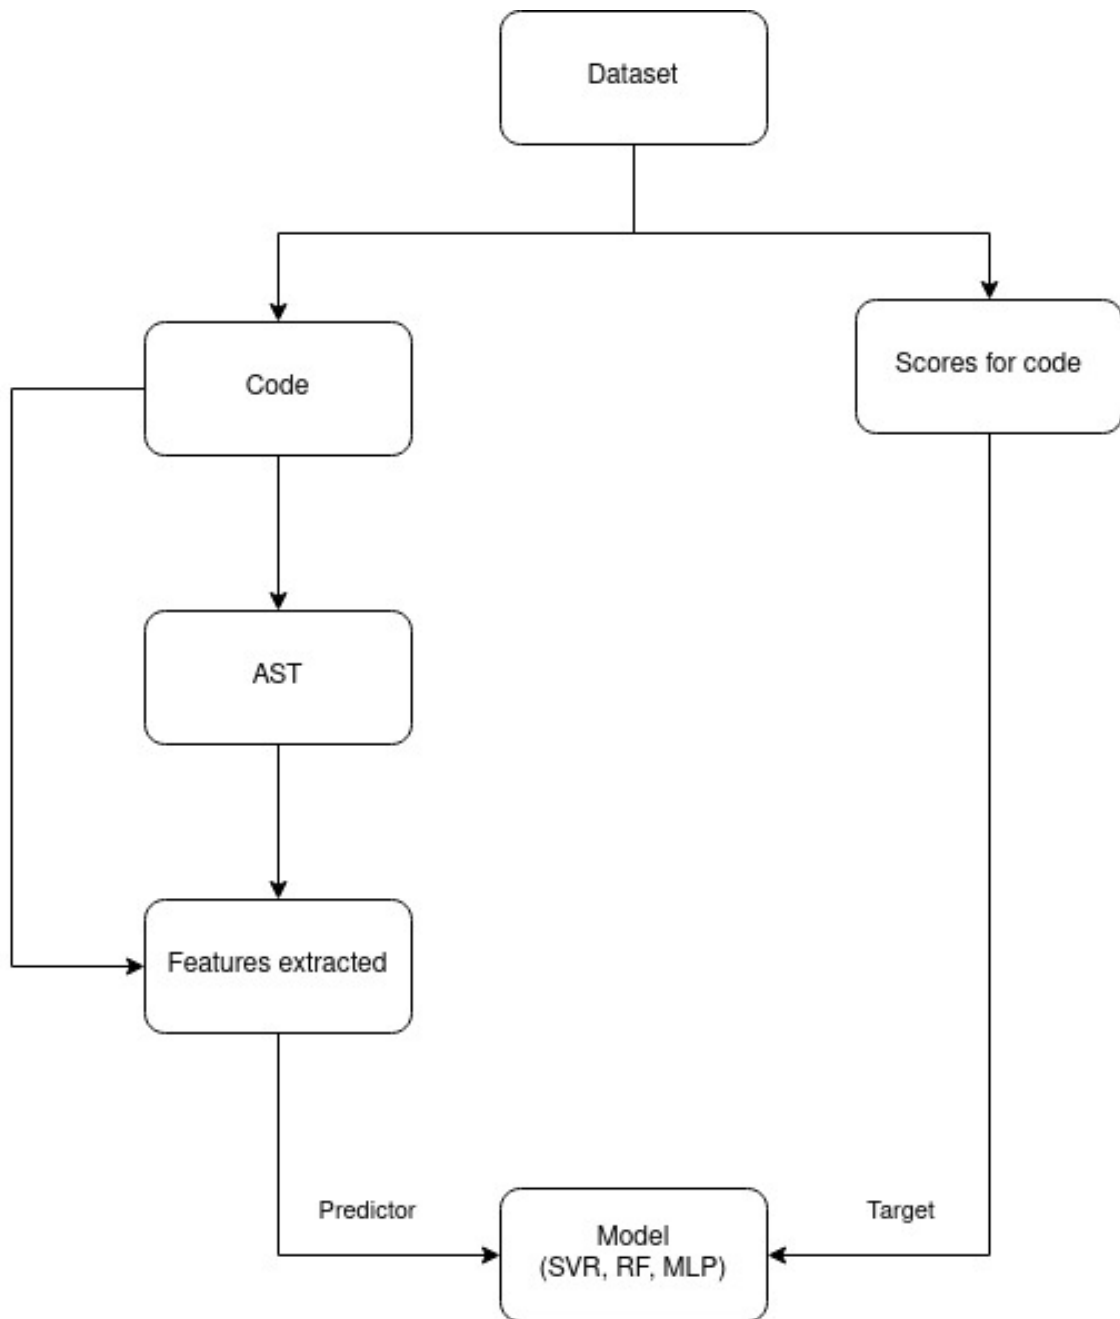 Dataset
Code
Scores for code
AST
Features extracted
Predictor
Target
Model
(SVR, RF, MLP)